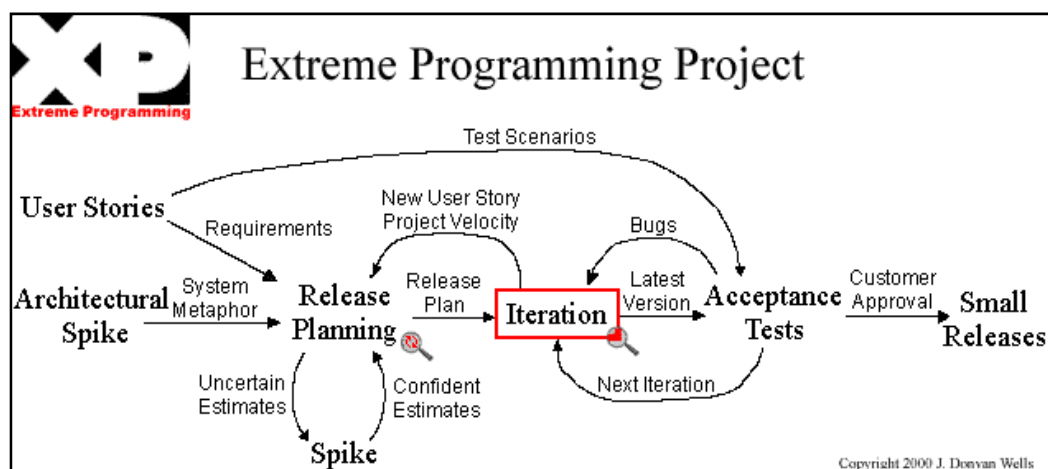 XP
Extreme Programming
Extreme Programming Project
Test Scenarios
User Stories
Requirements
New User Story
Project Velocity
Bugs
Architectural
Spike
System
Metaphor
Release
Planning
Release
Plan
Iteration
Latest
Version
Acceptance
Tests
Customer
Approval
Small
Releases
Uncertain
Estimates
Confident
Estimates
Next Iteration
Spike
Copyright 2000 J. Donvan Wells